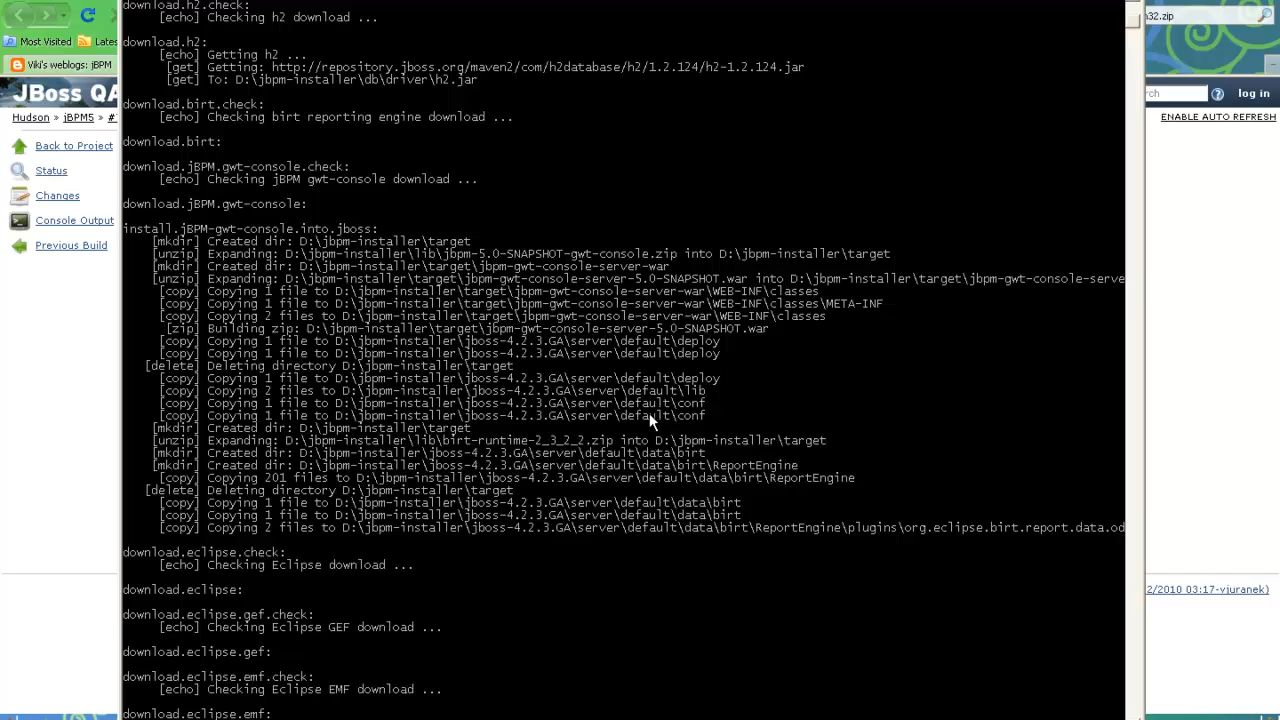 download.h2.check:
[echo] Checking h2 download ...
download.h2:
[echo] Getting h2 ...
[get] Getting: http://repository.jboss.org/maven2/com/h2database/h2/1.2.124/h2-1.2.124.jar
[get] To: D:\jbpm-installer\db\driver\h2.jar
download.birt.check:
[echo] Checking birt reporting engine download ...
download.birt:
download.jBPM.gwt-console.check:
[echo] Checking jBPM gwt-console download ...
download.jBPM.gwt-console:
install.jBPM-gwt-console.into.jboss:
[mkdir] Created dir: D:\jbpm-installer\target
[unzip] Expanding: D:\jbpm-installer\lib\jbpm-5.0-SNAPSHOT-gwt-console.zip into D:\jbpm-installer\target
[mkdir] Created dir: D:\jbpm-installer\target\jbpm-gwt-console-server-war
[unzip] Expanding: D:\jbpm-installer\target\jbpm-gwt-console-server-5.0-SNAPSHOT.war into D:\jbpm-installer\target\jbpm-gwt-console-serve
[copy] Copying 1 file to D:\jbpm-installer\target\jbpm-gwt-console-server-war\WEB-INF\classes
[copy] Copying 1 file to D:\jbpm-installer\target\jbpm-gwt-console-server-war\WEB-INF\classes\META-INF
[copy] Copying 2 files to D:\jbpm-installer\target\jbpm-gwt-console-server-war\WEB-INF\classes
[zip] Building zip: D:\jbpm-installer\target\jbpm-gwt-console-server-5.0-SNAPSHOT.war
[copy] Copying 1 file to D:\jbpm-installer\jboss-4.2.3.GA\server\default\deploy
[copy] Copying 1 file to D:\jbpm-installer\jboss-4.2.3.GA\server\default\deploy
[delete] Deleting directory D:\jbpm-installer\target
[copy] Copying 1 file to D:\jbpm-installer\jboss-4.2.3.GA\server\default\deploy
[copy] Copying 2 files to D:\jbpm-installer\jboss-4.2.3.GA\server\default\lib
[copy] Copying 1 file to D:\jbpm-installer\jboss-4.2.3.GA\server\default\conf
[copy] Copying 1 file to D:\jbpm-installer\jboss-4.2.3.GA\server\default\conf
[mkdir] Created dir: D:\jbpm-installer\target
[unzip] Expanding: D:\jbpm-installer\lib\birt-runtime-2_3_2_2.zip into D:\jbpm-installer\target
[mkdir] Created dir: D:\jbpm-installer\jboss-4.2.3.GA\server\default\data\birt
[mkdir] Created dir: D:\jbpm-installer\jboss-4.2.3.GA\server\default\data\birt\ReportEngine
[copy] Copying 201 files to D:\jbpm-installer\jboss-4.2.3.GA\server\default\data\birt\ReportEngine
[delete] Deleting directory D:\jbpm-installer\target
[copy] Copying 1 file to D:\jbpm-installer\jboss-4.2.3.GA\server\default\data\birt
[copy] Copying 1 file to D:\jbpm-installer\jboss-4.2.3.GA\server\default\data\birt
[copy] Copying 2 files to D:\jbpm-installer\jboss-4.2.3.GA\server\default\data\birt\ReportEngine\plugins\org.eclipse.birt.report.data.od
download.eclipse.check:
[echo] Checking Eclipse download ...
download.eclipse:
download.eclipse.gef.check:
[echo] Checking Eclipse GEF download ...
download.eclipse.gef:
download.eclipse.emf.check:
[echo] Checking Eclipse EMF download ...
download.eclipse.emf:
Most Visited Lates
Viki's weblogs: jBPM
JBoss QA
Hudson » jBPM5 » #
Back to Project
Status
Changes
Console Output
Previous Build
n32.zip
rch
log in
ENABLE AUTO REFRESH
2/2010 03:17-vjuranek)